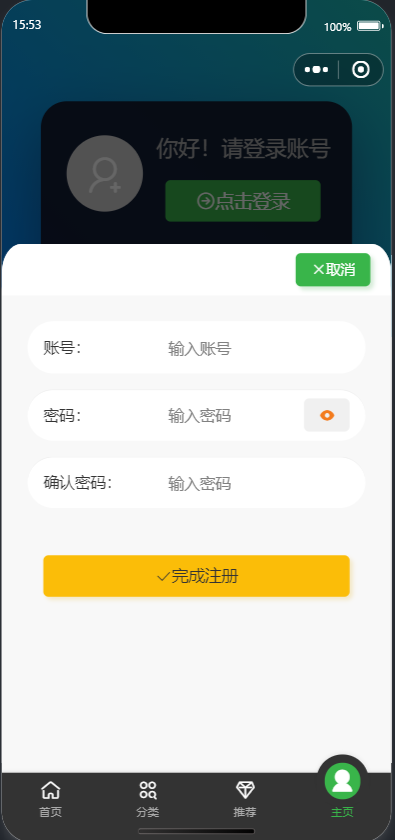 15:53
100%
你好！请登录账号
点击登录
取消
账号：
输入账号
密码：
输入密码
确认密码：
输入密码
完成注册
首页
分类
推荐
主页